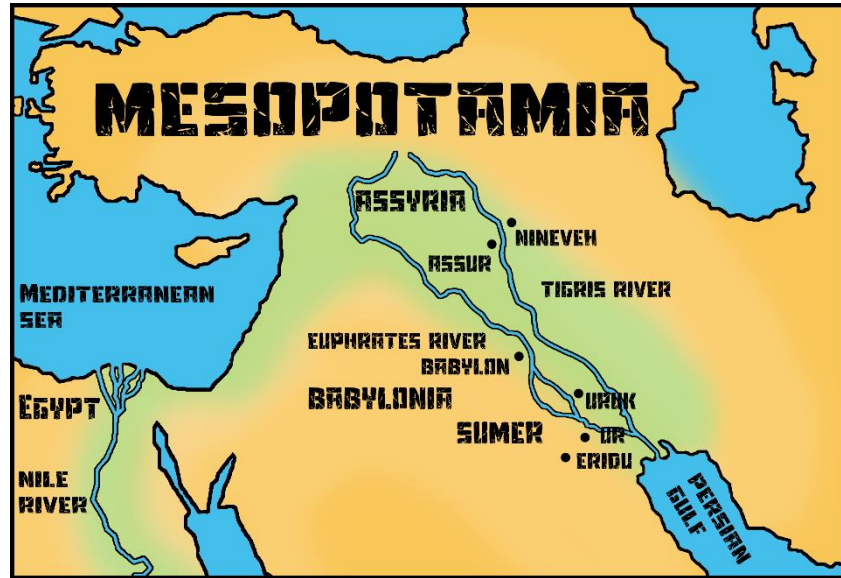 MESOPOTAMIA
ASSYRIA
NINEVEH
ASSUR
MEDITERRANEAN
SEA
TIGRIS RIVER
EUPHRATES RIVER
BABYLON
BABYLONIA
URUK
EGYPT
SUMER
UR
ERIDU
NILE
RIVER
PERSIAN
GULF